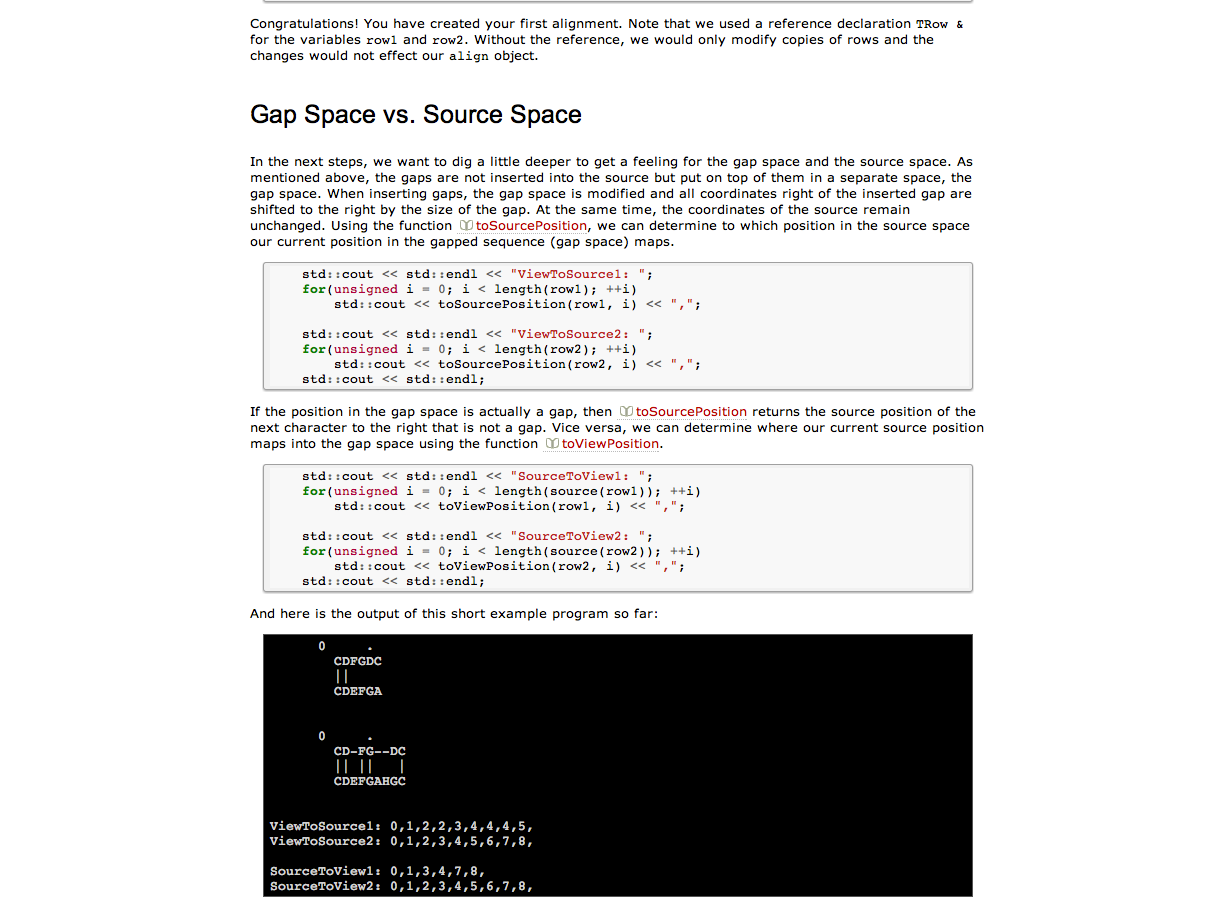 Congratulations! You have created your first alignment. Note that we used a reference declaration TRow &
for the variables row1 and row2. Without the reference, we would only modify copies of rows and the
changes would not effect our align object.
Gap Space vs. Source Space
In the next steps, we want to dig a little deeper to get a feeling for the gap space and the source space. As
mentioned above, the gaps are not inserted into the source but put on top of them in a separate space, the
gap space. When inserting gaps, the gap space is modified and all coordinates right of the inserted gap are
shifted to the right by the size of the gap. At the same time, the coordinates of the source remain
unchanged. Using the function toSourcePosition, we can determine to which position in the source space
our current position in the gapped sequence (gap space) maps.
std::cout << std::endl << "ViewToSource1: ";
for(unsigned i = 0; i < length(row1); ++i)
std::cout << toSourcePosition(row1, i) << ",";
std::cout << std::endl << "ViewToSource2: ";
for(unsigned i = 0; i < length(row2); ++i)
std::cout << toSourcePosition(row2, i) << ",";
std::cout << std::endl;
If the position in the gap space is actually a gap, then toSourcePosition returns the source position of the
next character to the right that is not a gap. Vice versa, we can determine where our current source position
maps into the gap space using the function toViewPosition.
std::cout << std::endl << "SourceToView1: ";
for(unsigned i = 0; i < length(source(row1)); ++i)
std::cout << toViewPosition(row1, i) << ",";
std::cout << std::endl << "SourceToView2: ";
for(unsigned i = 0; i < length(source(row2)); ++i)
std::cout << toViewPosition(row2, i) << ",";
std::cout << std::endl;
And here is the output of this short example program so far:
0     .
CDFGDC
||
CDEFGA
0     .
CD-FG--DC
|| ||   |
CDEFGAHGC
ViewToSource1: 0,1,2,2,3,4,4,4,5,
ViewToSource2: 0,1,2,3,4,5,6,7,8,
SourceToView1: 0,1,3,4,7,8,
SourceToView2: 0,1,2,3,4,5,6,7,8,